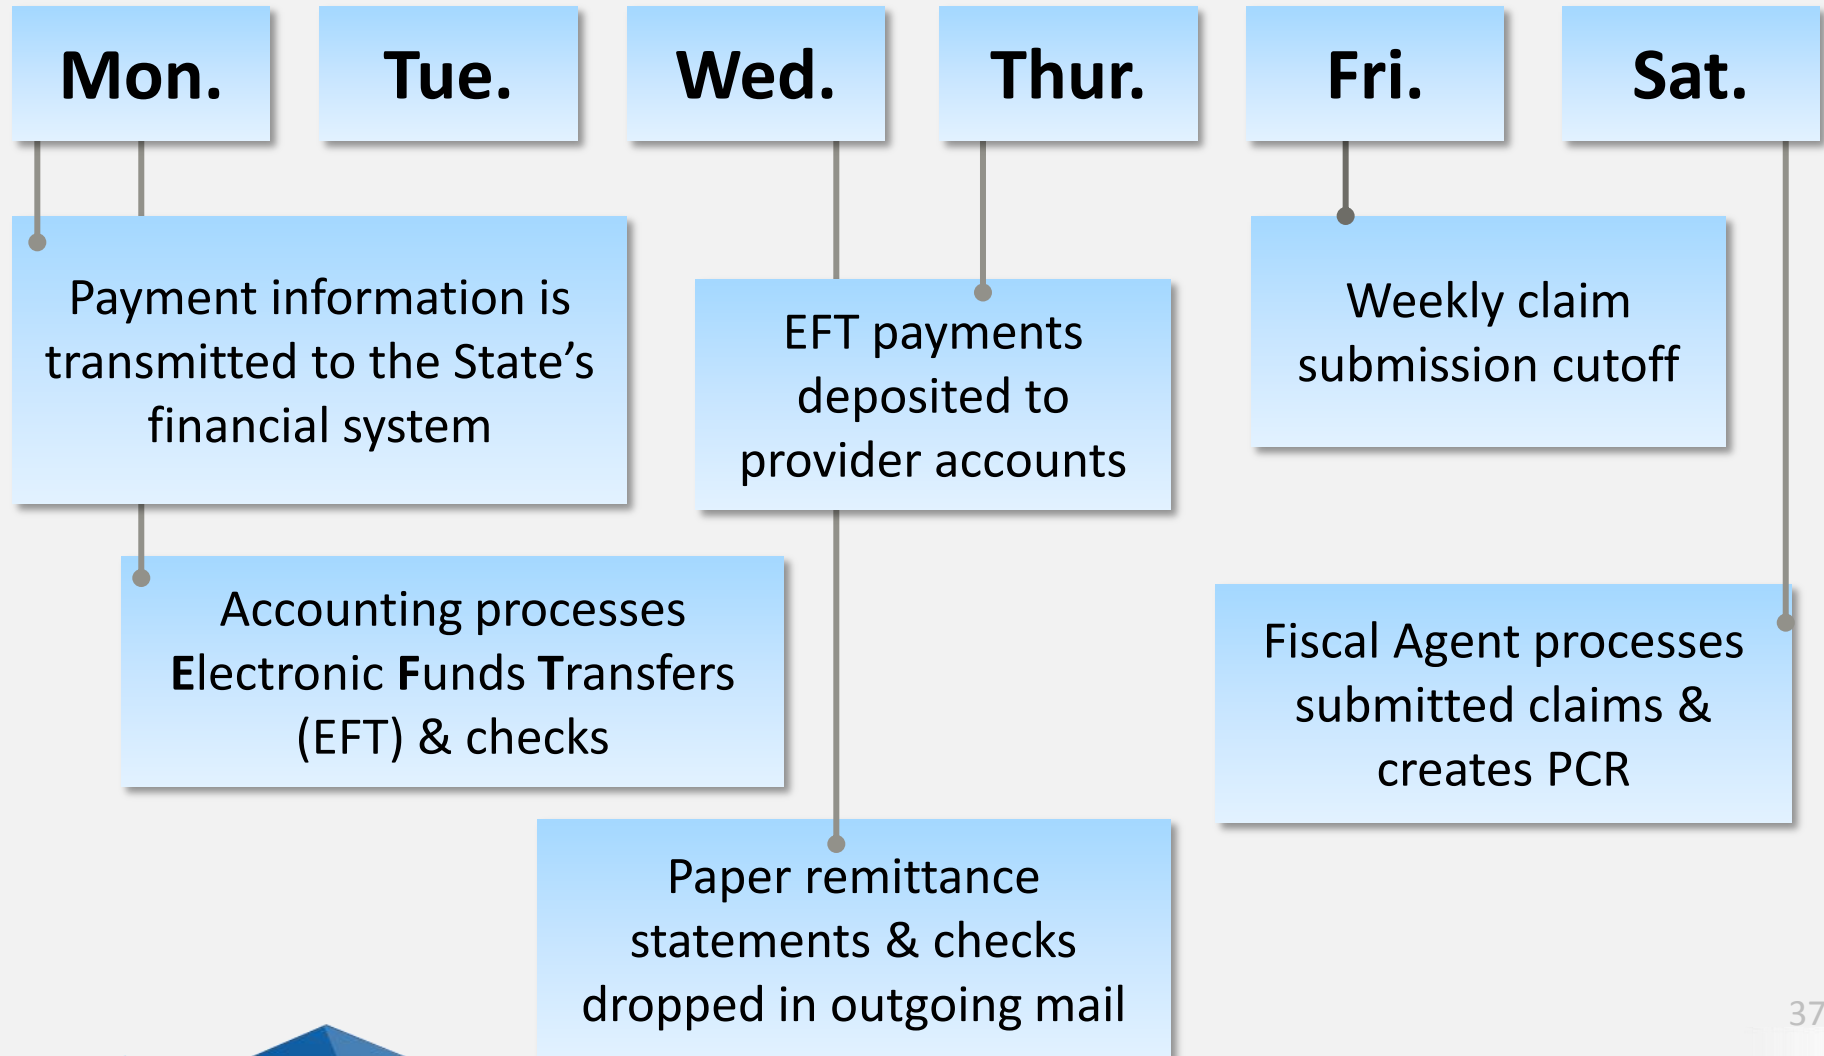 Mon.
Tue.
Wed.
Thur.
Fri.
Sat.
Payment information is
transmitted to the State’s
financial system
EFT payments
deposited to
provider accounts
Weekly claim
submission cutoff
Accounting processes
Electronic Funds Transfers
(EFT) & checks
Fiscal Agent processes
submitted claims &
creates PCR
Paper remittance
statements & checks
dropped in outgoing mail
37